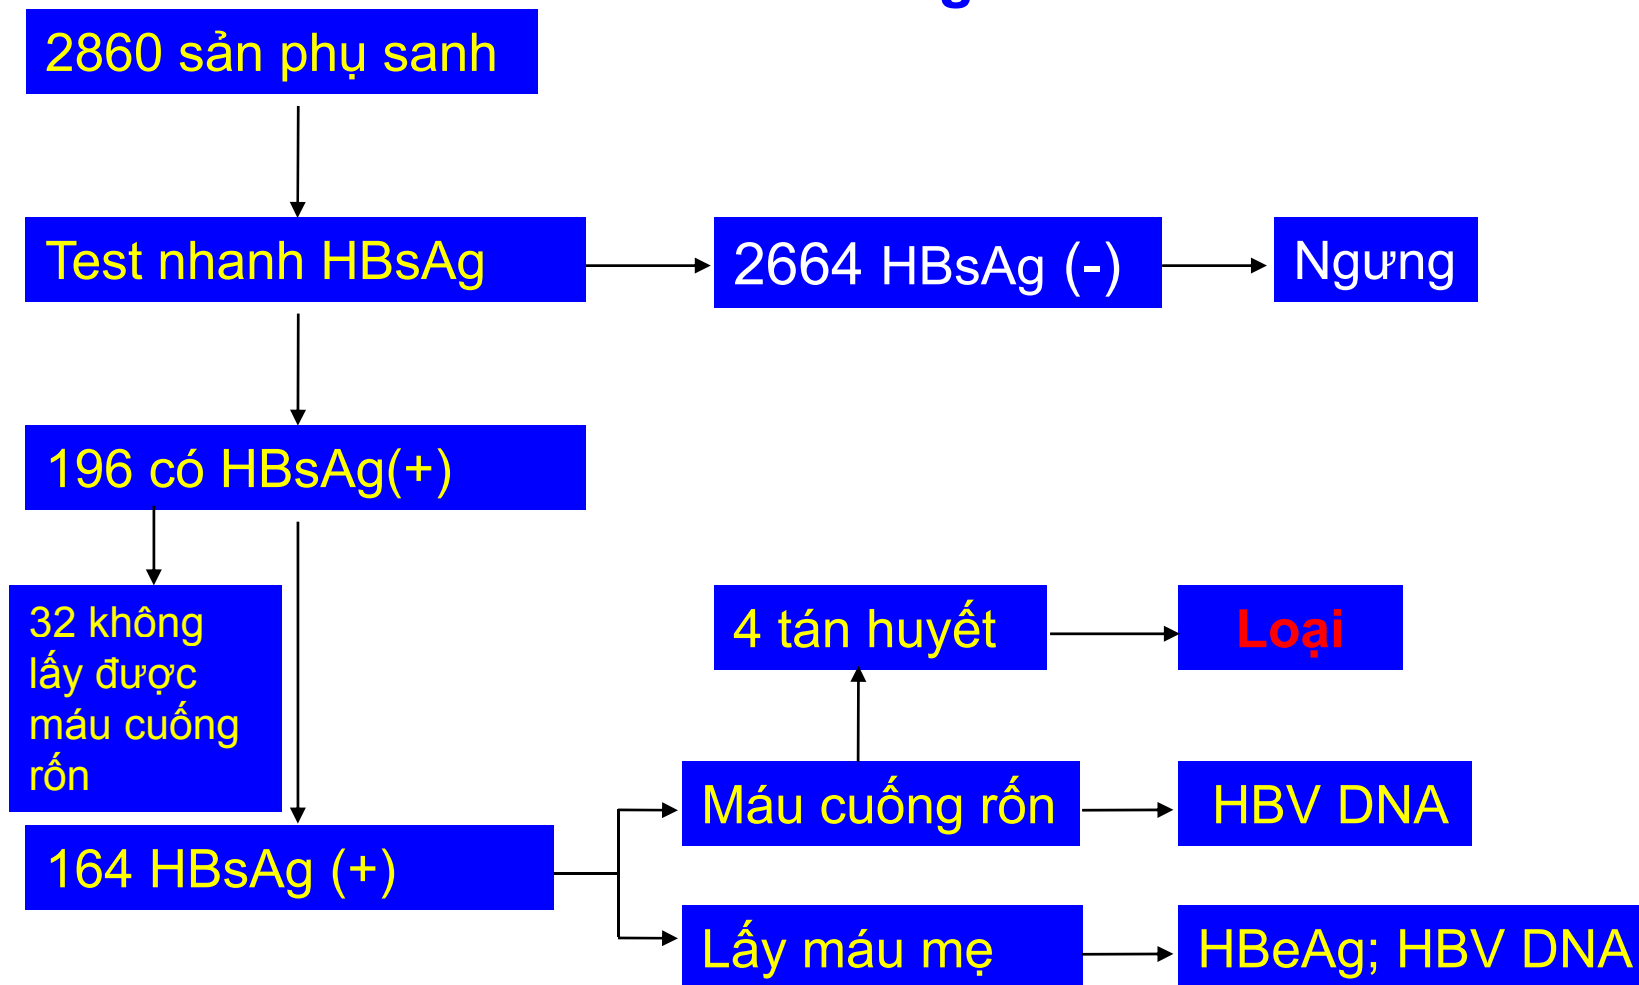 2860 sản phụ sanh
Test nhanh HBsAg
2664 HBsAg (-)
Ngưng
196 có HBsAg(+)
32 không
lấy được
máu cuống
rốn
4 tán huyết
Loại
Máu cuống rốn
HBV DNA
164 HBsAg (+)
Lấy máu mẹ
HBeAg; HBV DNA